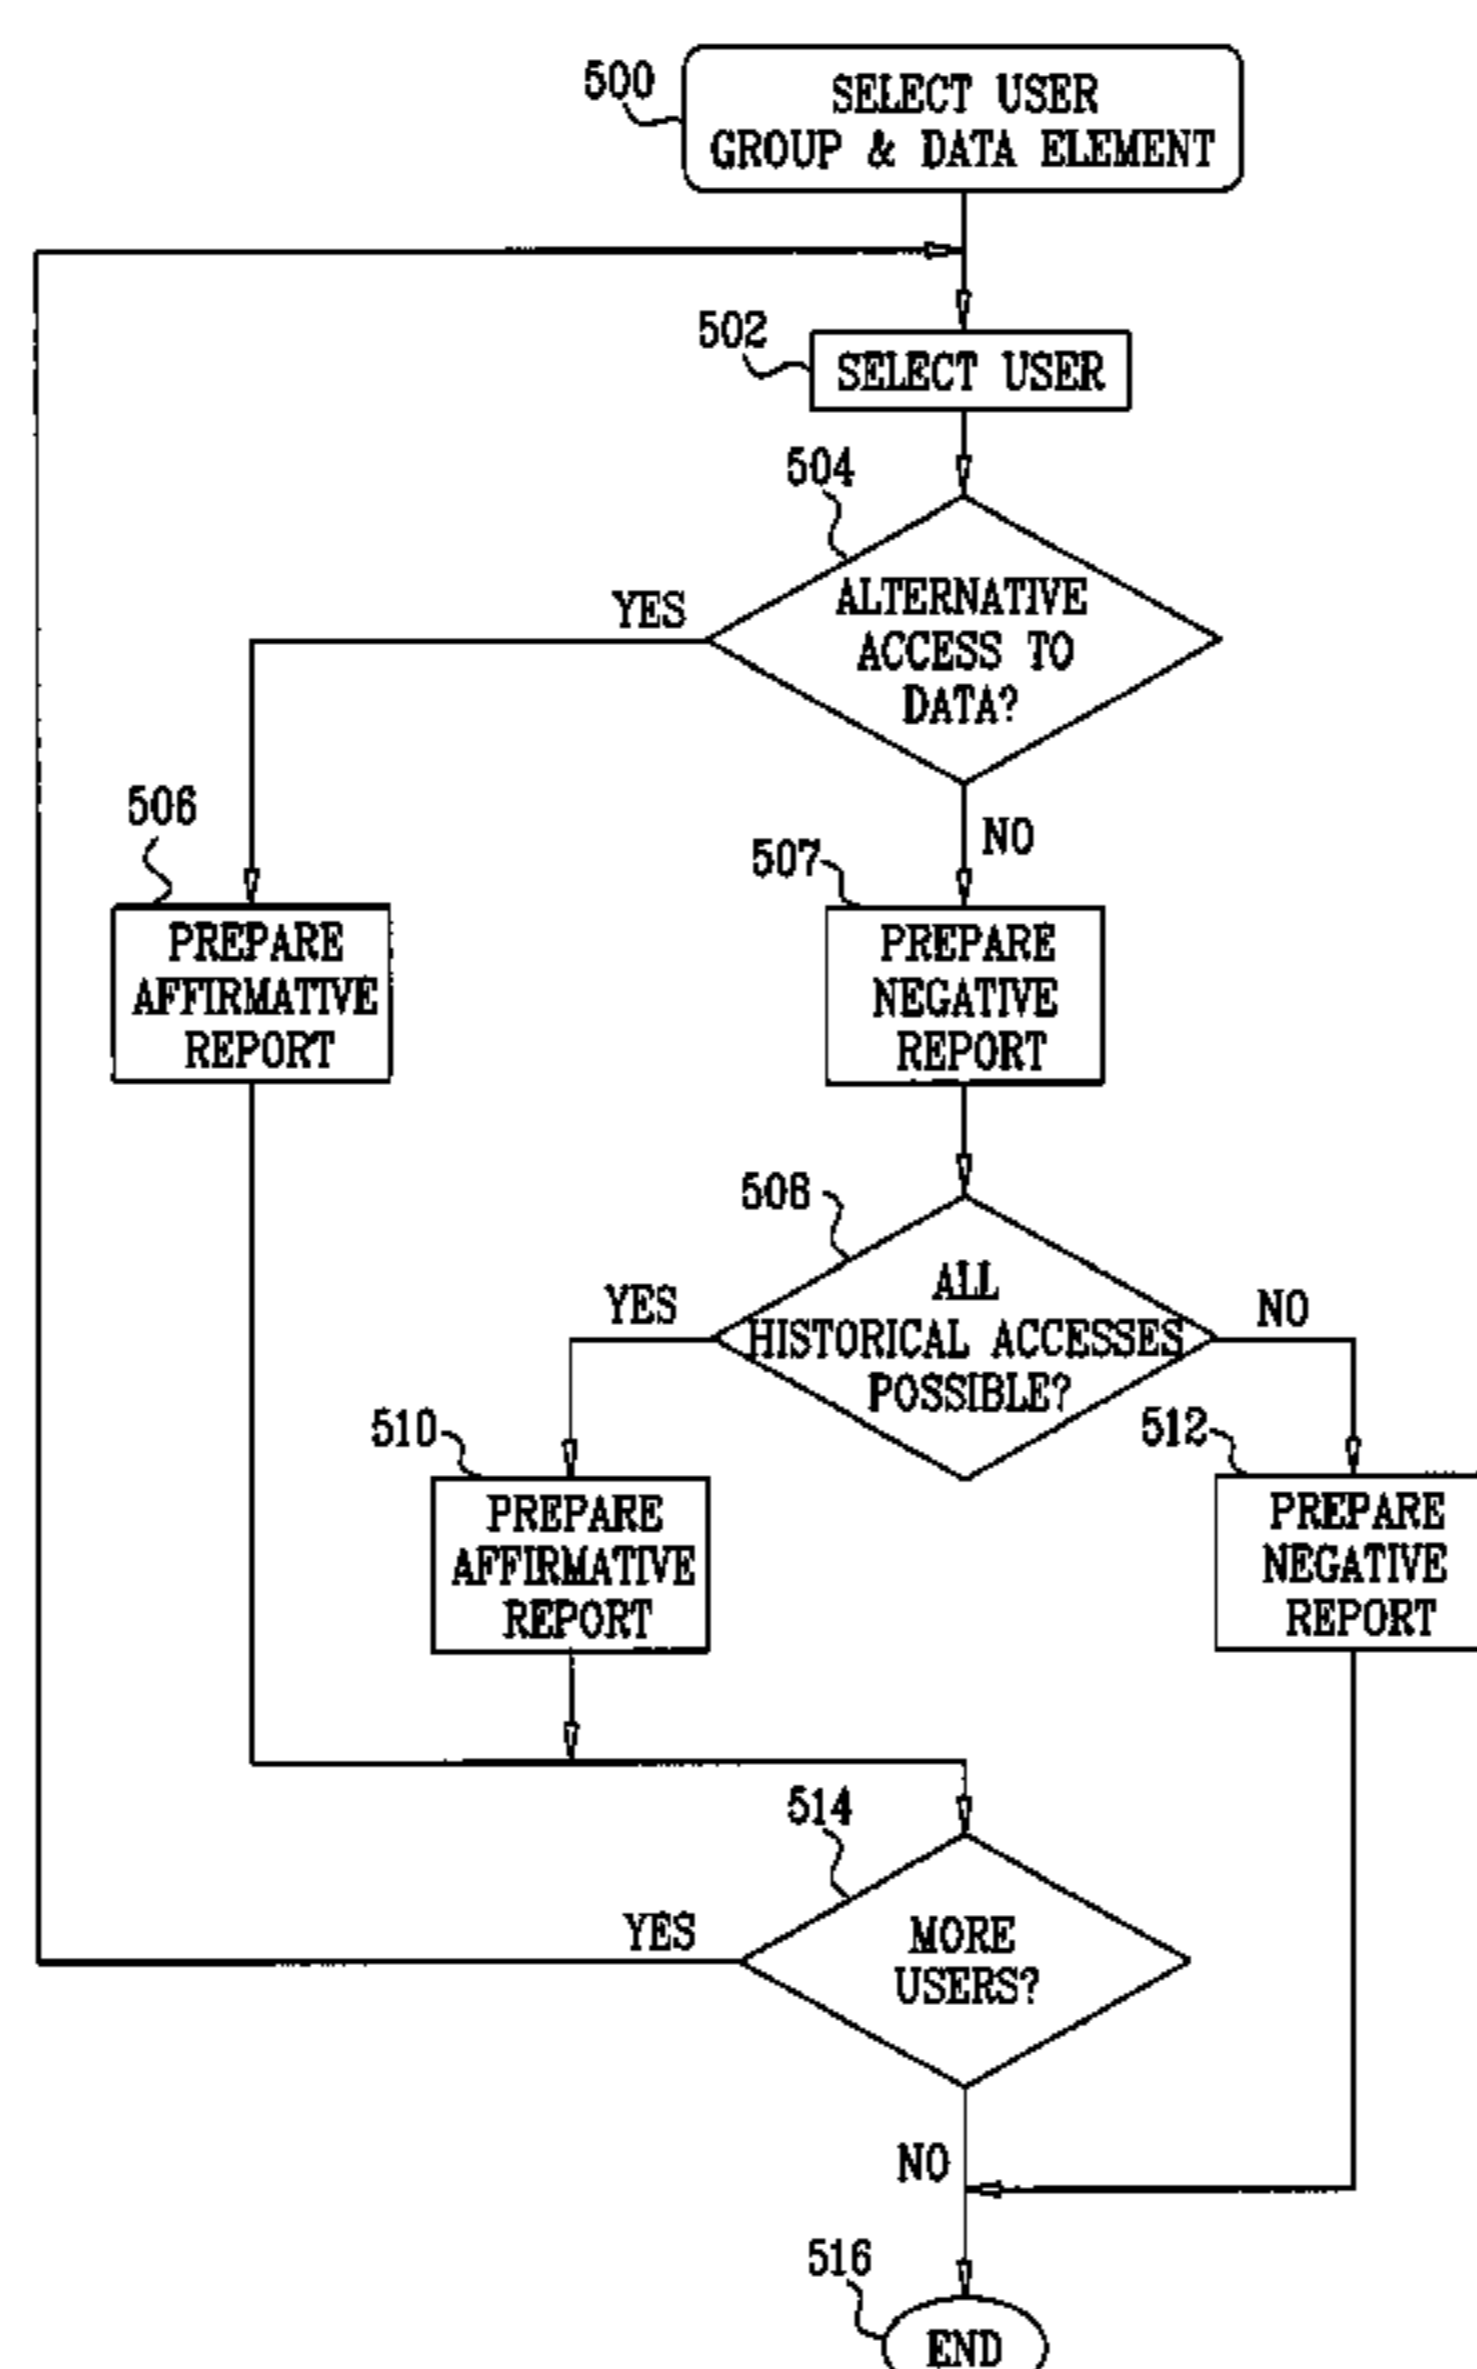 500
SELECT USER
GROUP & DATA ELEMENT
502
SELECT USER
504
ALTERNATIVE
ACCESS TO
DATA?
YES
NO
506
PREPARE
AFFIRMATIVE
REPORT
507
PREPARE
NEGATIVE
REPORT
508
ALL
HISTORICAL ACCESSES
POSSIBLE?
YES
NO
510
PREPARE
AFFIRMATIVE
REPORT
512
PREPARE
NEGATIVE
REPORT
514
MORE
USERS?
YES
NO
516
END